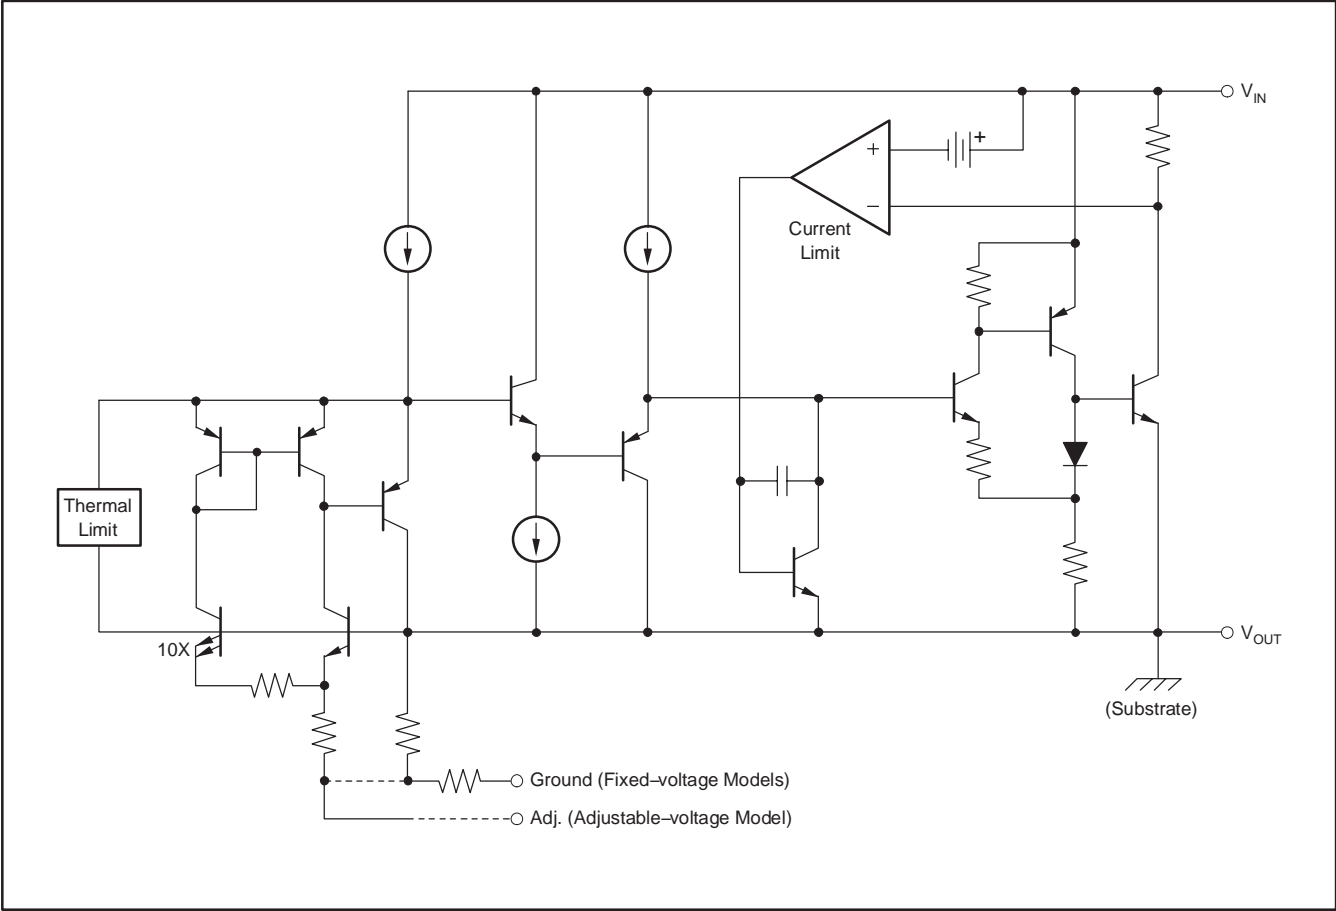 V_IN
+
+
−
Current
Limit
Thermal
Limit
10X
V_OUT
(Substrate)
Ground (Fixed–voltage Models)
Adj. (Adjustable–voltage Model)